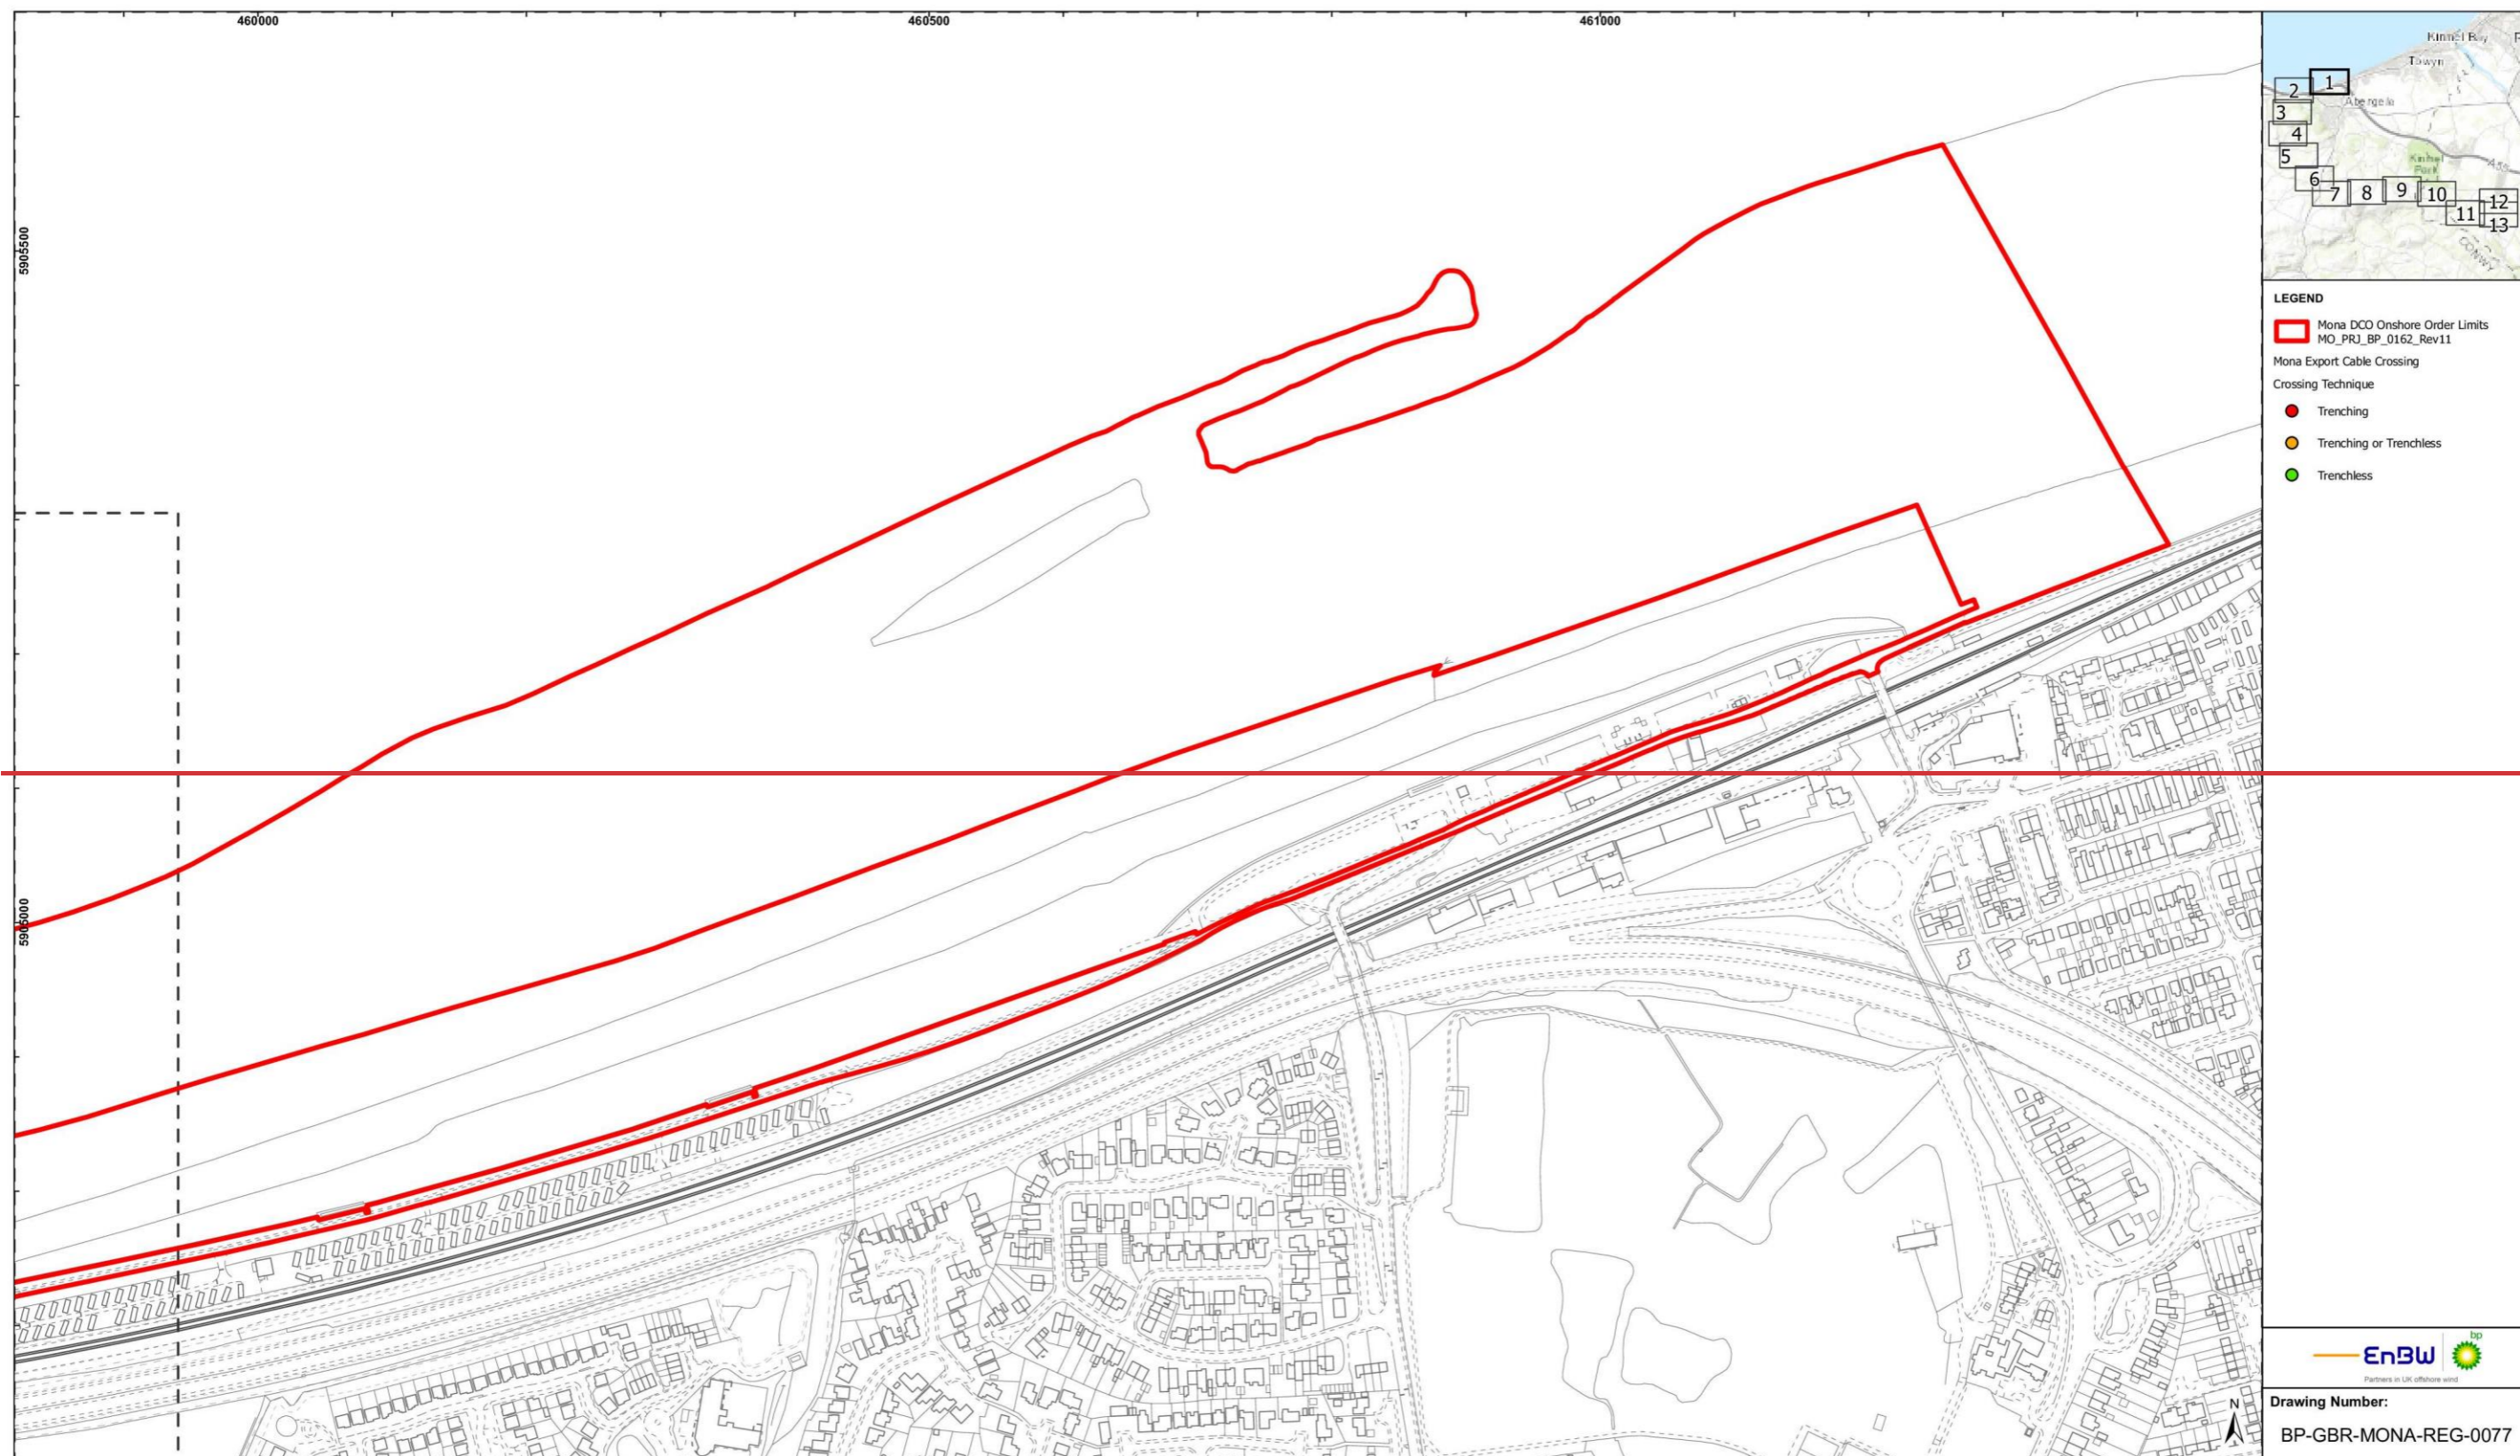 460000
460500
461000
5905500
5905000
Kinmel Bay
Towyn
Abergele
Kinmel
Park
A55
CONWY
1
2
3
4
5
6
7
8
9
10
11
12
13
LEGEND
Mona DCO Onshore Order Limits
MO_PRJ_BP_0162_Rev11
Mona Export Cable Crossing
Crossing Technique
Trenching
Trenching or Trenchless
Trenchless
EnBW
bp
Partners in UK offshore wind
Drawing Number:
N
BP-GBR-MONA-REG-0077